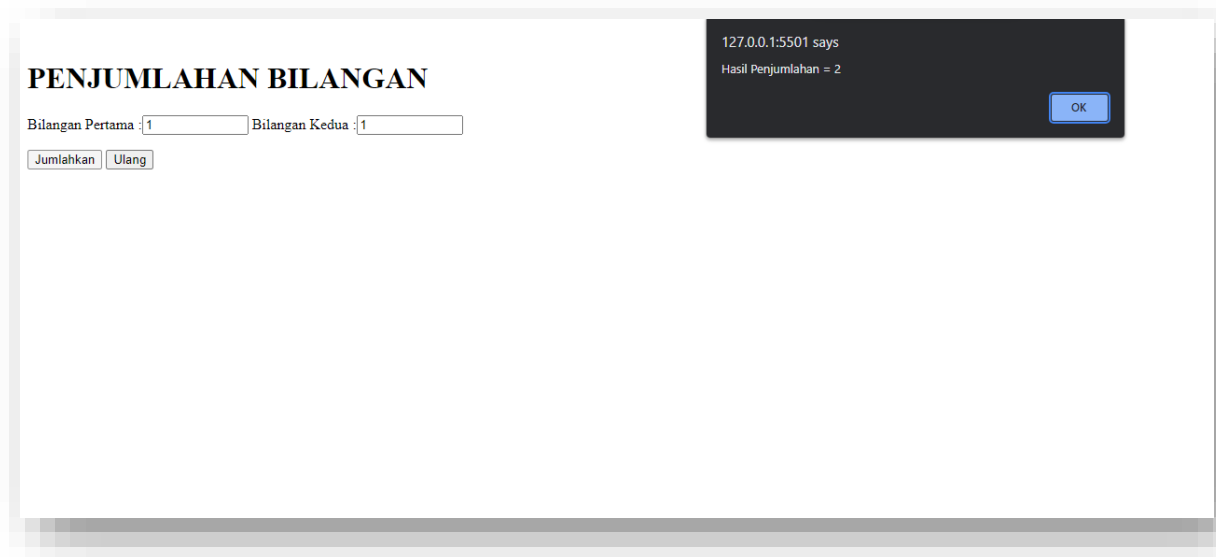 PENJUMLAHAN BILANGAN
Bilangan Pertama :1 Bilangan Kedua :1
Jumlahkan Ulang
127.0.0.1:5501 says
Hasil Penjumlahan = 2
OK